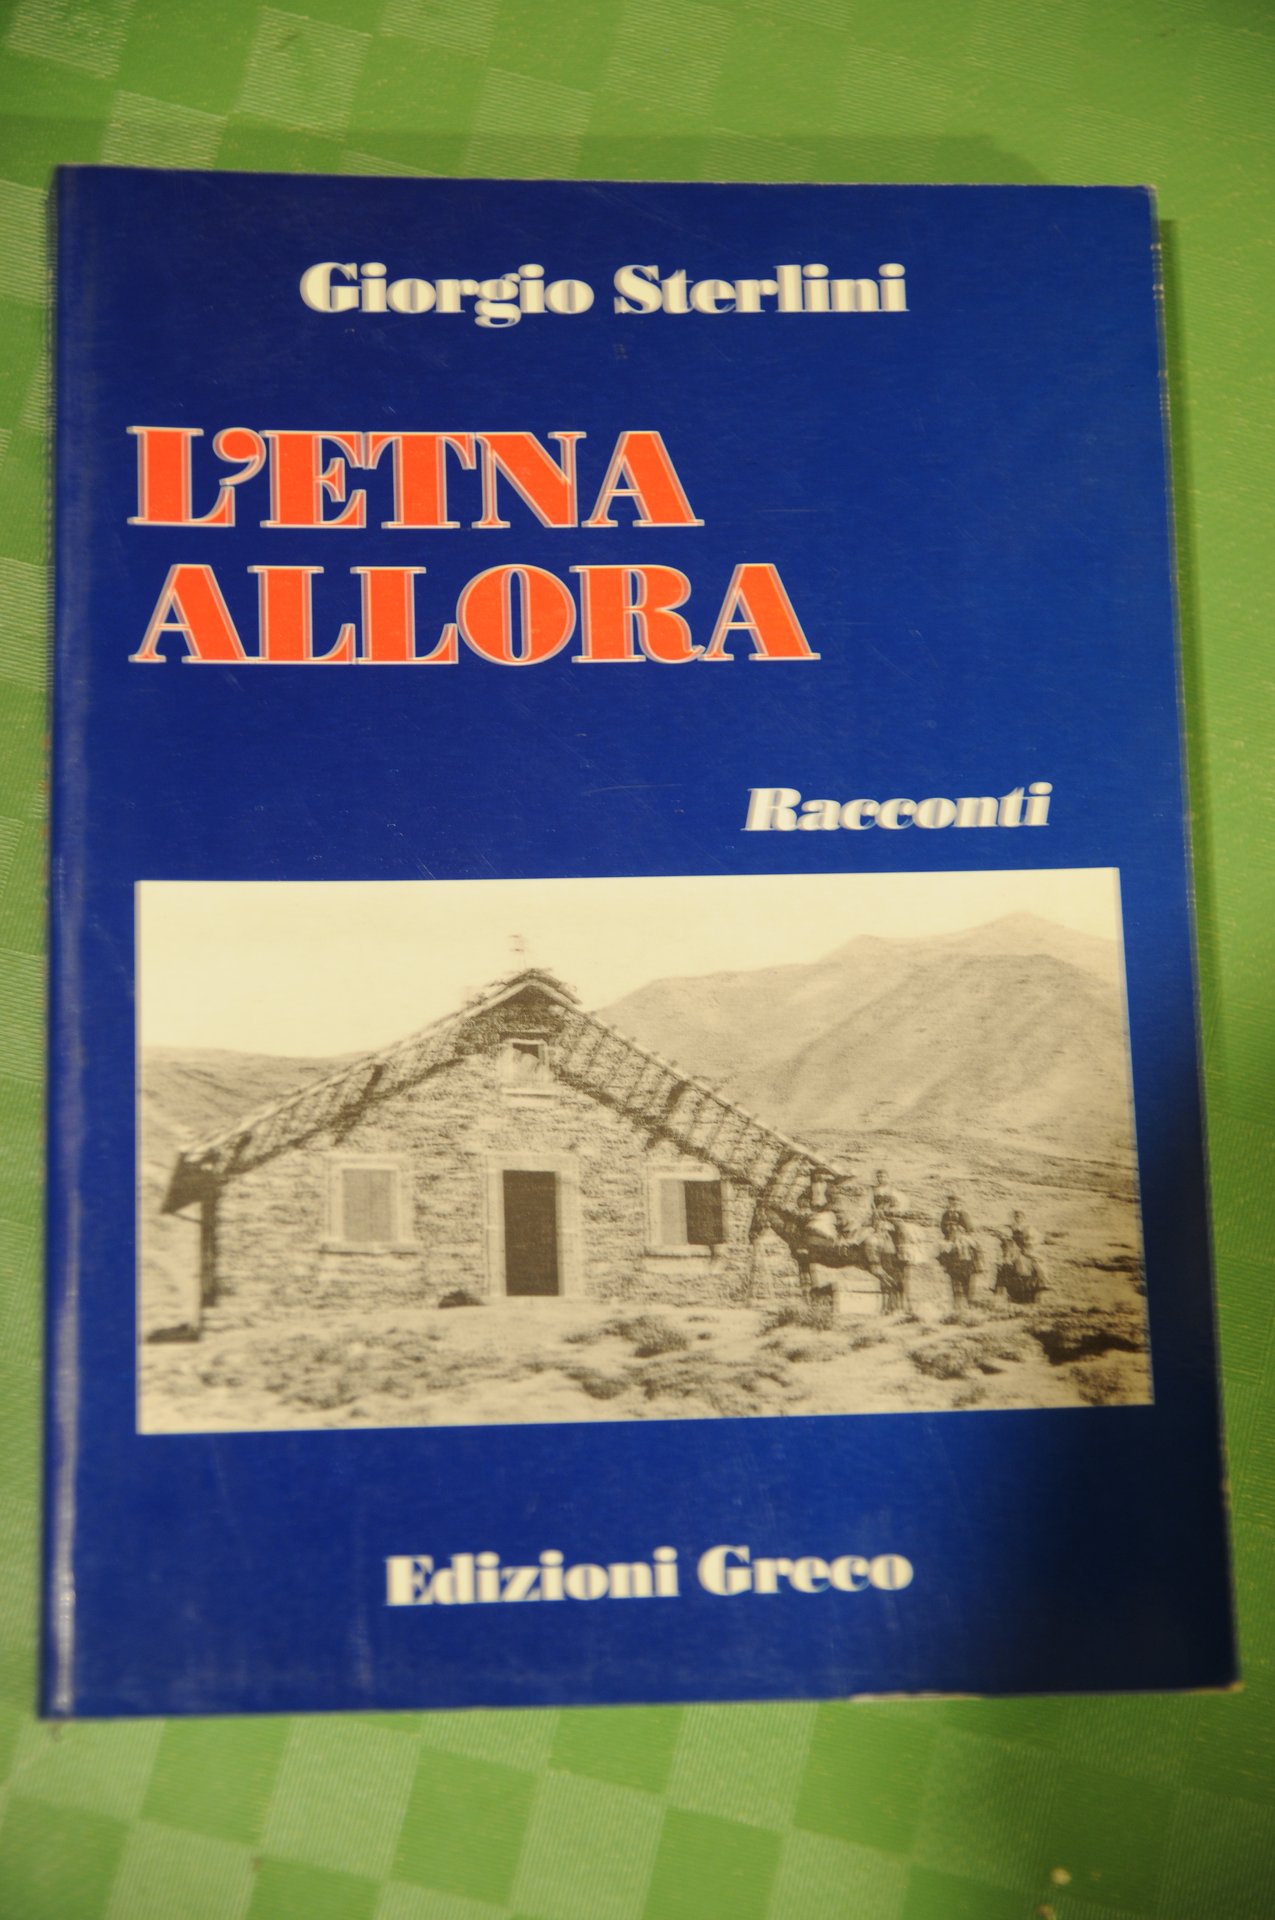 Giorgio Sterlini
L'ETNA
ALLORA
Racconti
Edizioni Greco